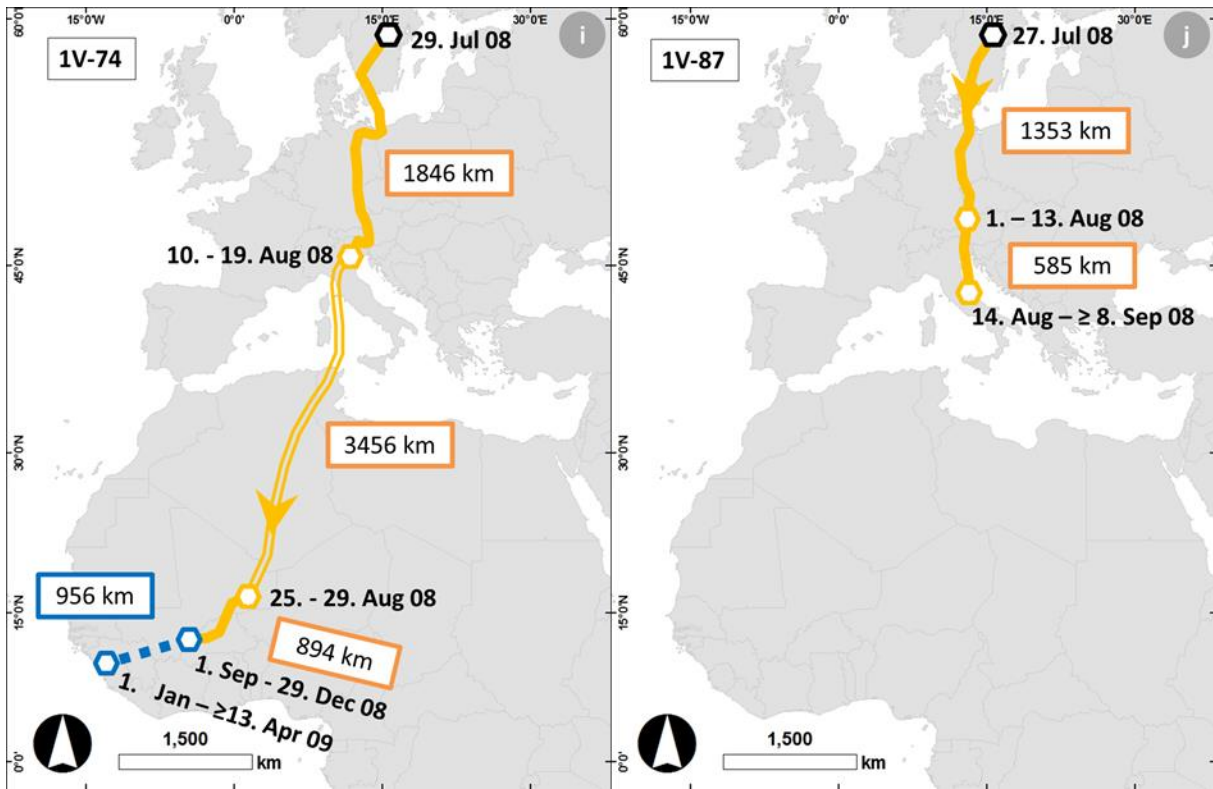 15°0'W
0°0'
15°0'E
30°0'E
60°0'N
29. Jul 08
i
1V-74
1846 km
10. - 19. Aug 08
45°0'N
3456 km
30°0'N
956 km
25. - 29. Aug 08
15°0'N
894 km
1. Sep - 29. Dec 08
1. Jan – ≥13. Apr 09
1,500
km
0°0'
15°0'W
0°0'
15°0'E
30°0'E
60°0'N
27. Jul 08
j
1V-87
1353 km
1. – 13. Aug 08
45°0'N
585 km
14. Aug – ≥ 8. Sep 08
30°0'N
15°0'N
1,500
km
0°0'